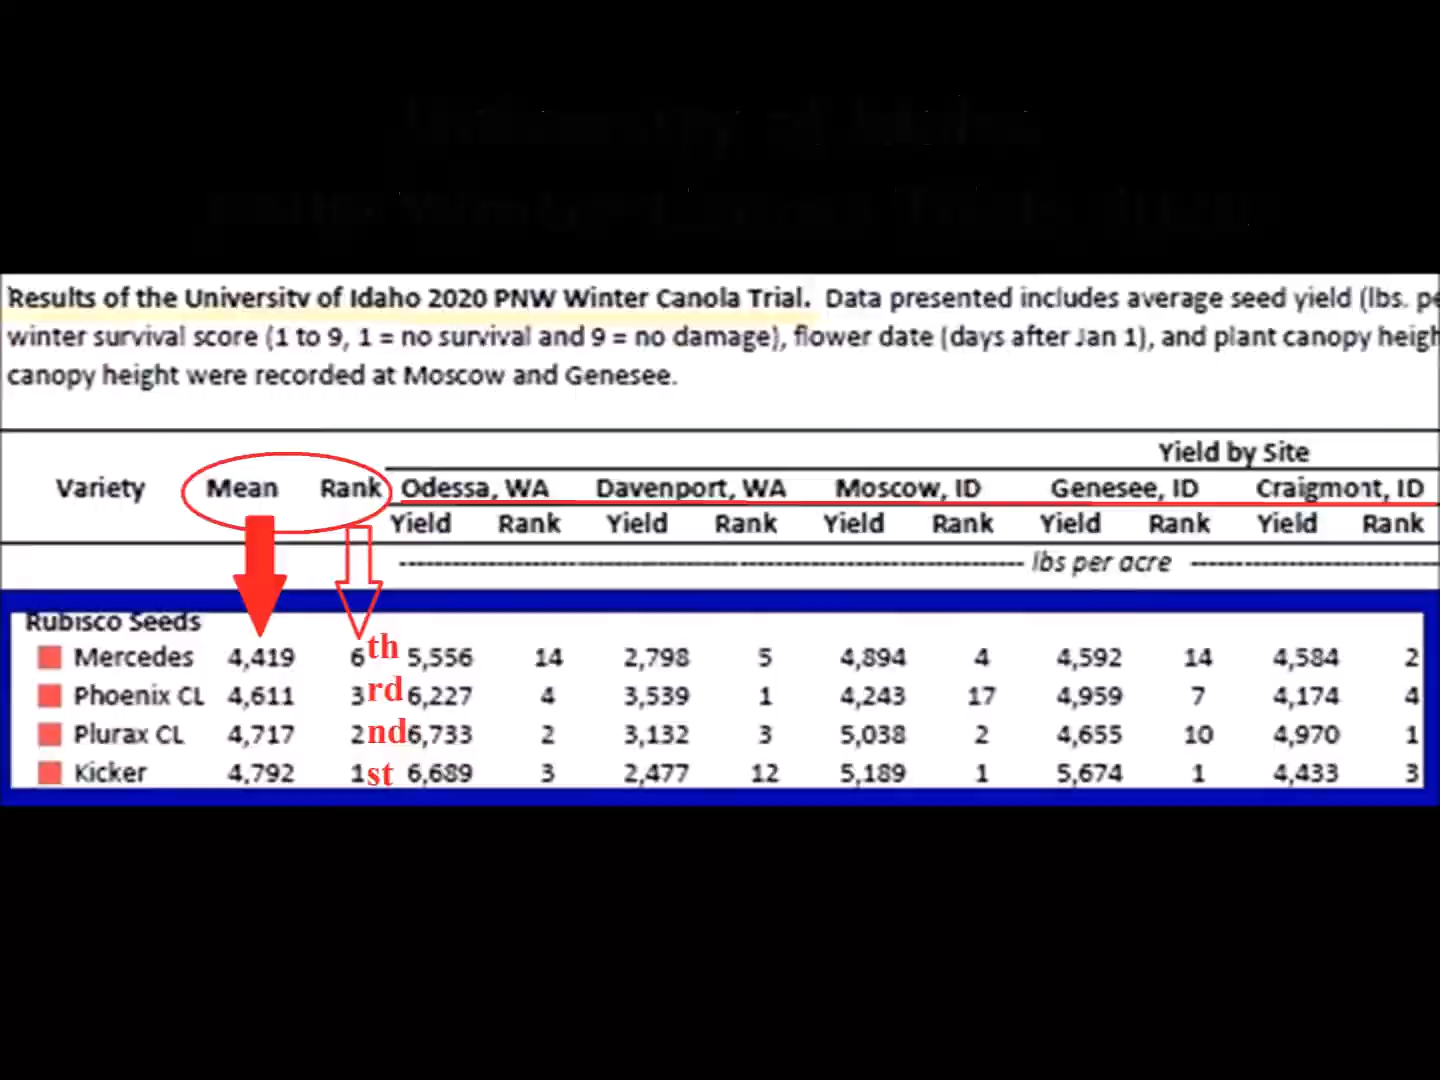 Results of the University of Idaho 2020 PNW Winter Canola Trial. Data presented includes average seed yield (lbs. pe
winter survival score (1 to 9, 1 = no survival and 9 = no damage), flower date (days after Jan 1), and plant canopy heigh
canopy height were recorded at Moscow and Genesee.
Yield by Site
Variety Mean Rank Odessa, WA Davenport, WA Moscow, ID Genesee, ID Craigmont, ID
Yield Rank Yield Rank Yield Rank Yield Rank Yield Rank
lbs per acre
Rubisco Seeds
Mercedes 4,419 6th 5,556 14 2,798 5 4,894 4 4,592 14 4,584 2
Phoenix CL 4,611 3rd 6,227 4 3,539 1 4,243 17 4,959 7 4,174 4
Plurax CL 4,717 2nd 6,733 2 3,132 3 5,038 2 4,655 10 4,970 1
Kicker 4,792 1st 6,689 3 2,477 12 5,189 1 5,674 1 4,433 3